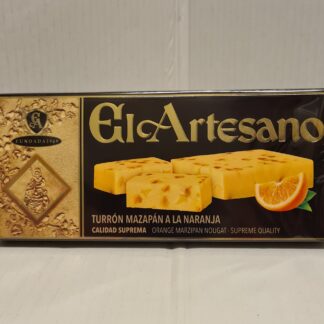 El Artesano
TURRÓN MAZAPÁN A LA NARANJA
CALIDAD SUPREMA · ORANGE MARZIPAN NOUGAT · SUPREME QUALITY